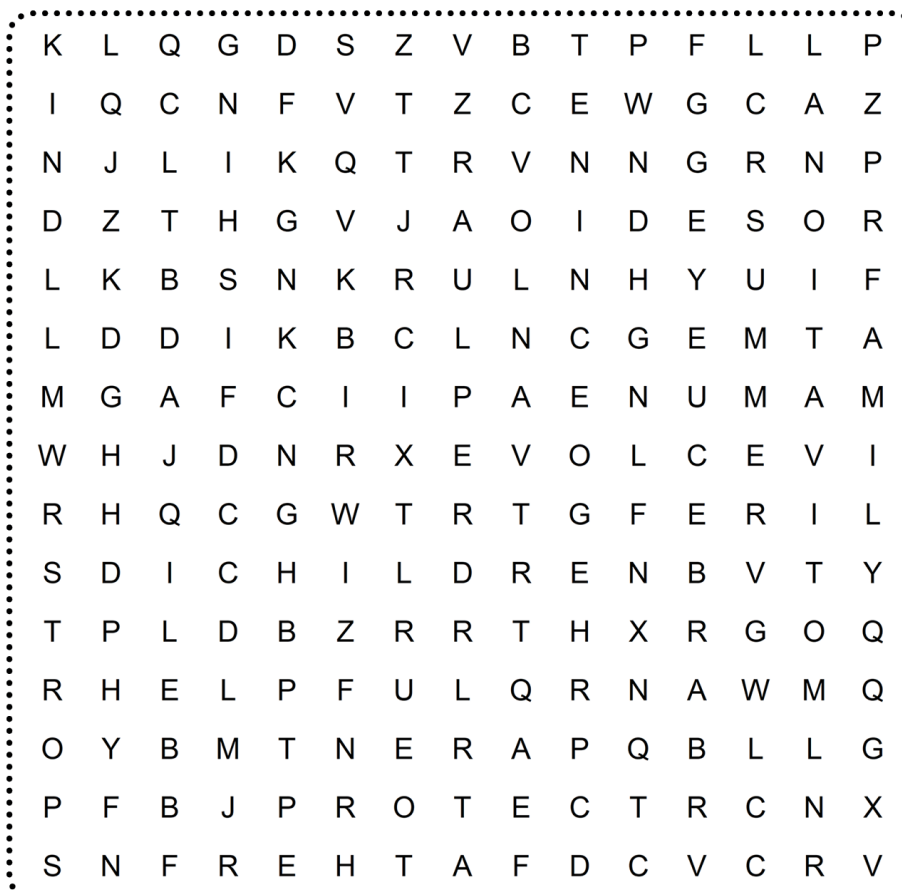 K L Q G D S Z V B T P F L L P
I Q C N F V T Z C E W G C A Z
N J L I K Q T R V N N G R N P
D Z T H G V J A O I D E S O R
L K B S N K R U L N H Y U I F
L D D I K B C L N C G E M T A
M G A F C I I P A E N U M A M
W H J D N R X E V O L C E V I
R H Q C G W T R T G F E R I L
S D I C H I L D R E N B V T Y
T P L D B Z R R T H X R G O Q
R H E L P F U L Q R N A W M Q
O Y B M T N E R A P Q B L L G
P F B J P R O T E C T R C N X
S N F R E H T A F D C V C R V